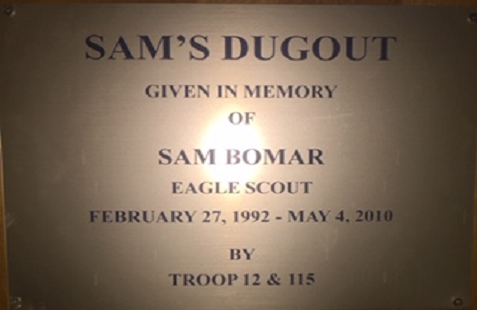 SAM'S DUGOUT
GIVEN IN MEMORY
OF
SAM BOMAR
EAGLE SCOUT
FEBRUARY 27, 1992 - MAY 4, 2010
BY
TROOP 12 & 115